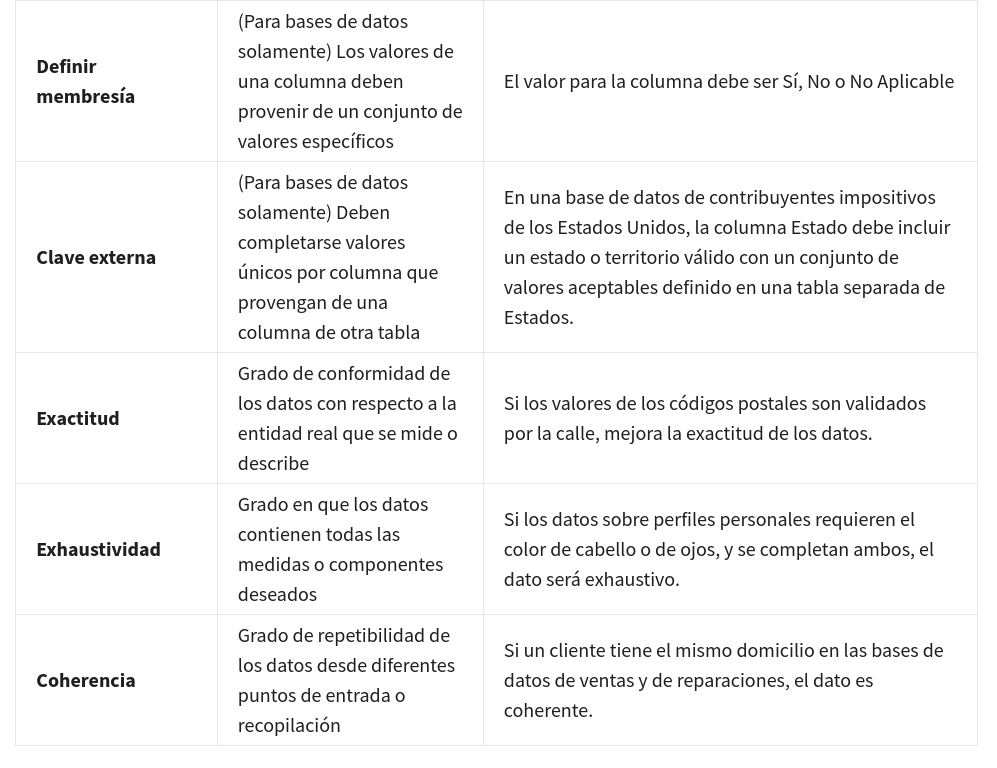 Definir
membresía
(Para bases de datos
solamente) Los valores de
una columna deben
provenir de un conjunto de
valores específicos
El valor para la columna debe ser Sí, No o No Aplicable
Clave externa
(Para bases de datos
solamente) Deben
completarse valores
únicos por columna que
provengan de una
columna de otra tabla
En una base de datos de contribuyentes impositivos
de los Estados Unidos, la columna Estado debe incluir
un estado o territorio válido con un conjunto de
valores aceptables definido en una tabla separada de
Estados.
Exactitud
Grado de conformidad de
los datos con respecto a la
entidad real que se mide o
describe
Si los valores de los códigos postales son validados
por la calle, mejora la exactitud de los datos.
Exhaustividad
Grado en que los datos
contienen todas las
medidas o componentes
deseados
Si los datos sobre perfiles personales requieren el
color de cabello o de ojos, y se completan ambos, el
dato será exhaustivo.
Coherencia
Grado de repetibilidad de
los datos desde diferentes
puntos de entrada o
recopilación
Si un cliente tiene el mismo domicilio en las bases de
datos de ventas y de reparaciones, el dato es
coherente.